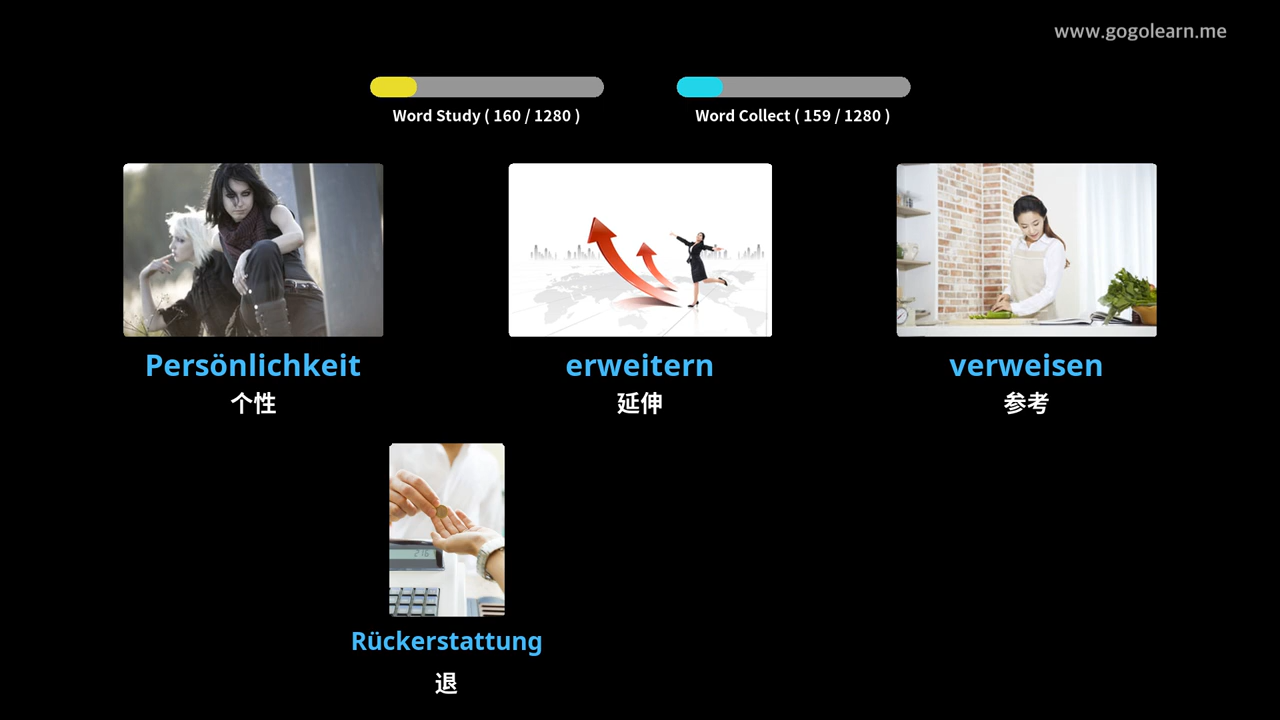 www.gogolearn.me
Word Study ( 160 / 1280 )
Word Collect ( 159 / 1280 )
Persönlichkeit
个性
erweitern
延伸
verweisen
参考
216
Rückerstattung
退